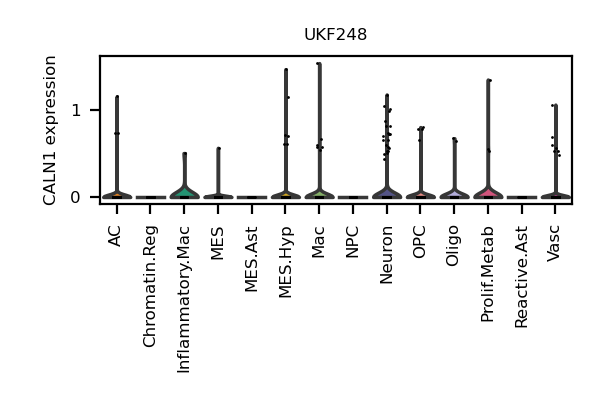 UKF248
CALN1 expression
1
0
AC
Chromatin.Reg
Inflammatory.Mac
MES
MES.Ast
MES.Hyp
Mac
NPC
Neuron
OPC
Oligo
Prolif.Metab
Reactive.Ast
Vasc